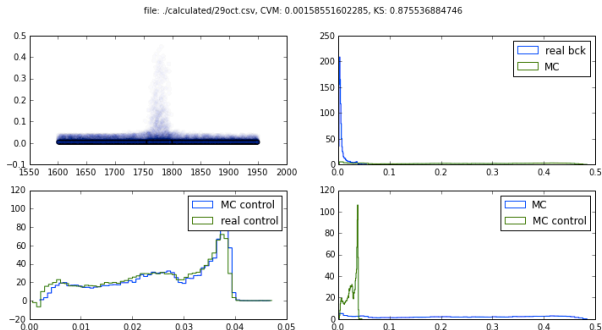 file: ./calculated/29oct.csv, CVM: 0.00158551602285, KS: 0.875536884746
0.5
0.4
0.3
0.2
0.1
0.0
−0.1
1550 1600 1650 1700 1750 1800 1850 1900 1950 2000
250
200
150
100
50
0
0.0 0.1 0.2 0.3 0.4 0.5
real bck
MC
120
100
80
60
40
20
0
−20
0.00 0.01 0.02 0.03 0.04 0.05
MC control
real control
120
100
80
60
40
20
0
0.0 0.1 0.2 0.3 0.4 0.5
MC
MC control